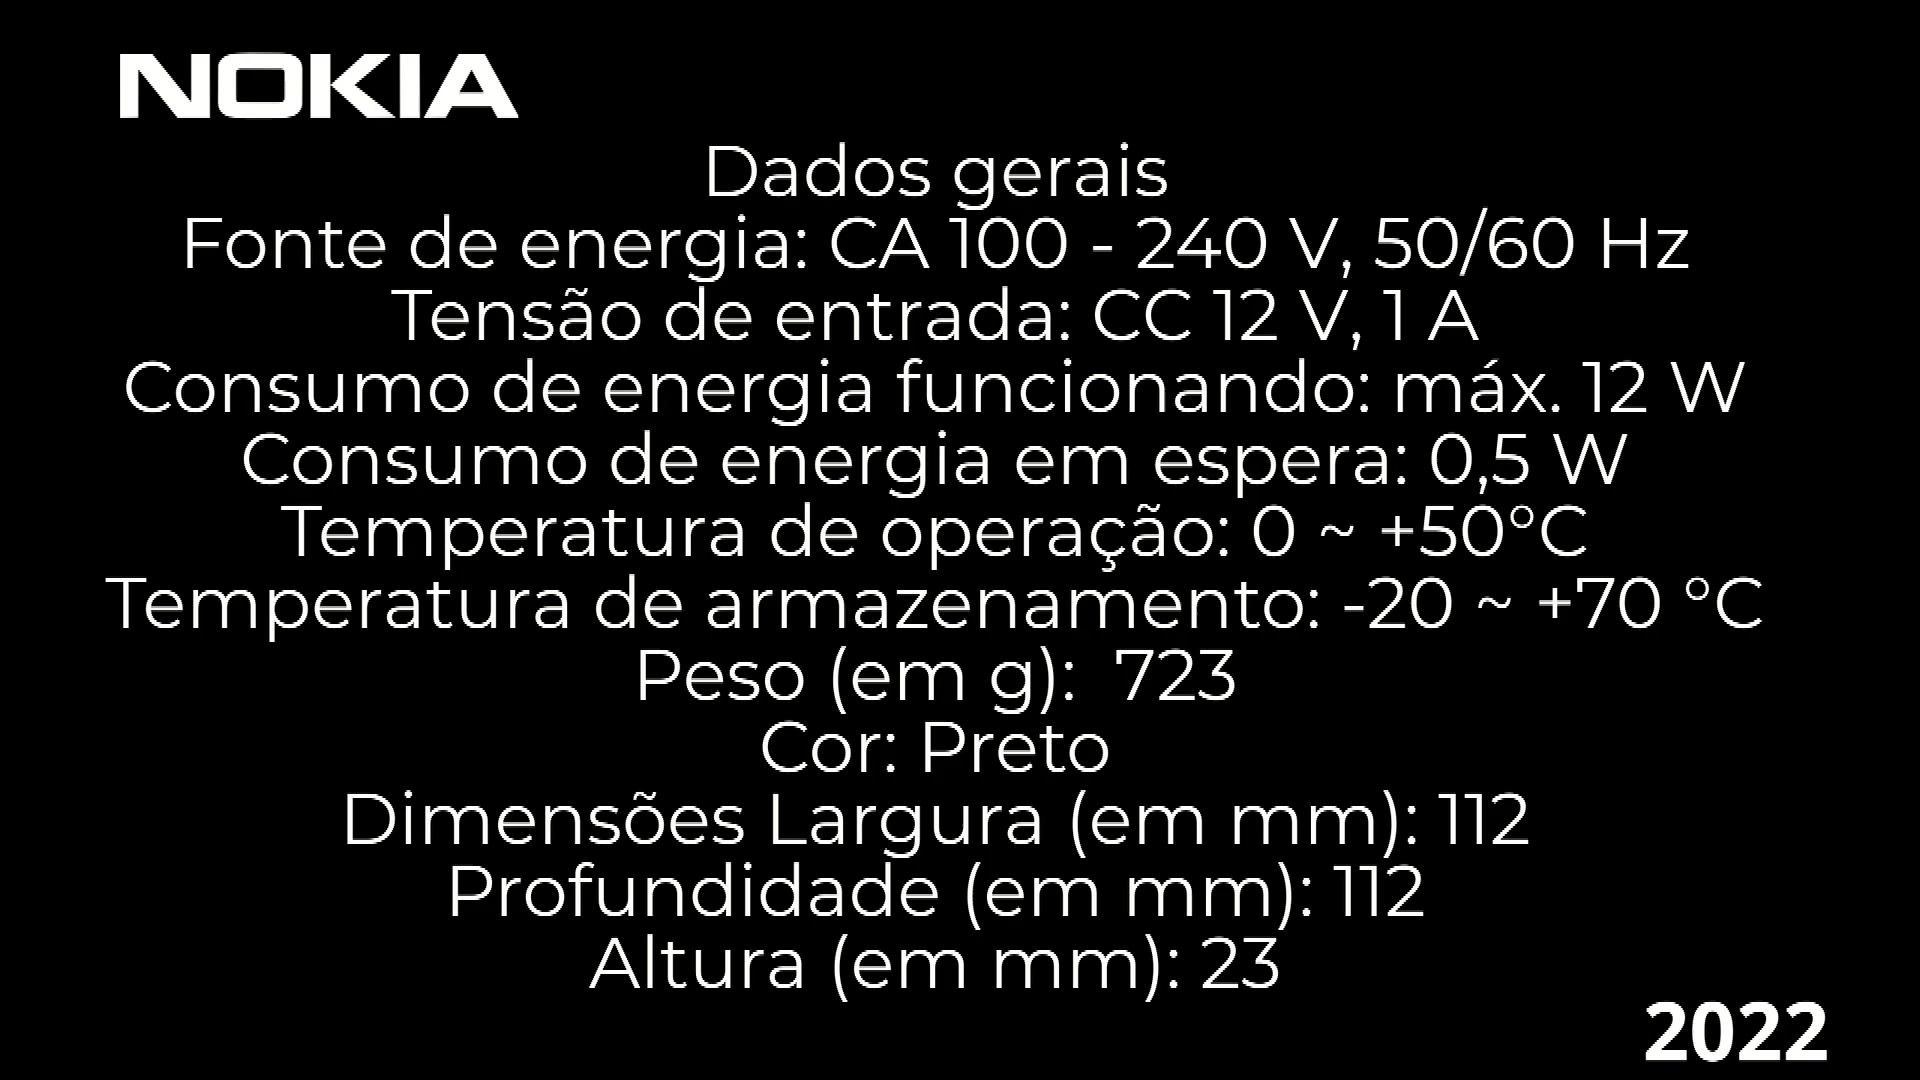 NOKIA
Dados gerais
Fonte de energia: CA 100 - 240 V, 50/60 Hz
Tensão de entrada: CC 12 V, 1 A
Consumo de energia funcionando: máx. 12 W
Consumo de energia em espera: 0,5 W
Temperatura de operação: 0 ~ +50°C
Temperatura de armazenamento: -20 ~ +70 °C
Peso (em g):  723
Cor: Preto
Dimensões Largura (em mm): 112
Profundidade (em mm): 112
Altura (em mm): 23
2022